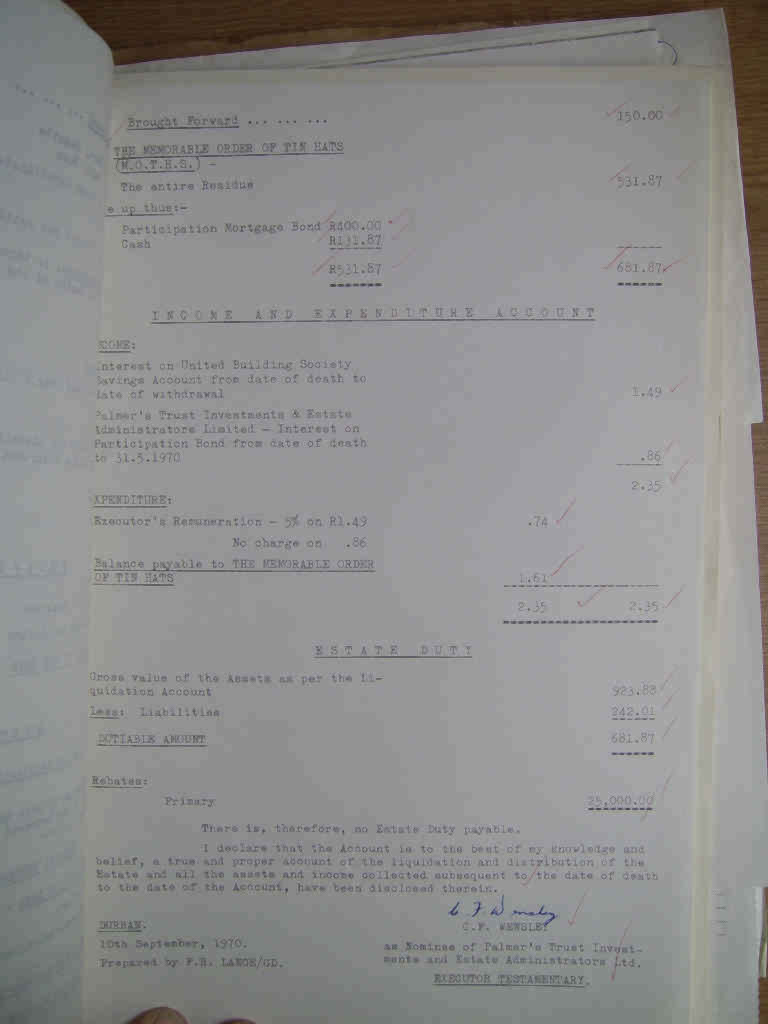 Brought Forward ... ... ... 150.00
THE MEMORABLE ORDER OF TIN HATS
(M.O.T.H.S.) -
The entire Residue 531.87
e up thus:-
Participation Mortgage Bond R400.00
Cash R131.87
R531.87 681.87
INCOME AND EXPENDITURE ACCOUNT
COME:
Interest on United Building Society
Savings Account from date of death to
date of withdrawal 1.49
Palmer's Trust Investments & Estate
Administrators Limited - Interest on
Participation Bond from date of death
to 31.5.1970 .86
2.35
XPENDITURE:
Executor's Remuneration - 5% on R1.49 .74
No charge on .86
Balance payable to THE MEMORABLE ORDER
OF TIN HATS 1.61
2.35 2.35
ESTATE DUTY
Gross value of the Assets as per the Li-
quidation Account 923.88
Less: Liabilities 242.01
DUTIABLE AMOUNT 681.87
Rebates:
Primary 25,000.00
There is, therefore, no Estate Duty payable.
I declare that the Account is to the best of my knowledge and
belief, a true and proper account of the liquidation and distribution of the
Estate and all the assets and income collected subsequent to the date of death
to the date of the Account, have been disclosed therein.
C. F. Wensley
C.F. WENSLEY
DURBAN.
10th September, 1970.
Prepared by F.R. LANGE/GD.
as Nominee of Palmer's Trust Invest-
ments and Estate Administrators Ltd.
EXECUTOR TESTAMENTARY.